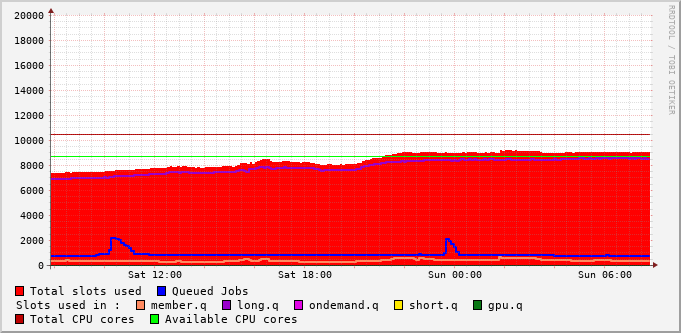 RRDTOOL / TOBI OETIKER
20000
18000
16000
14000
12000
10000
8000
6000
4000
2000
0
Sat 12:00 Sat 18:00 Sun 00:00 Sun 06:00
Total slots used Queued Jobs
Slots used in : member.q long.q ondemand.q short.q gpu.q
Total CPU cores Available CPU cores